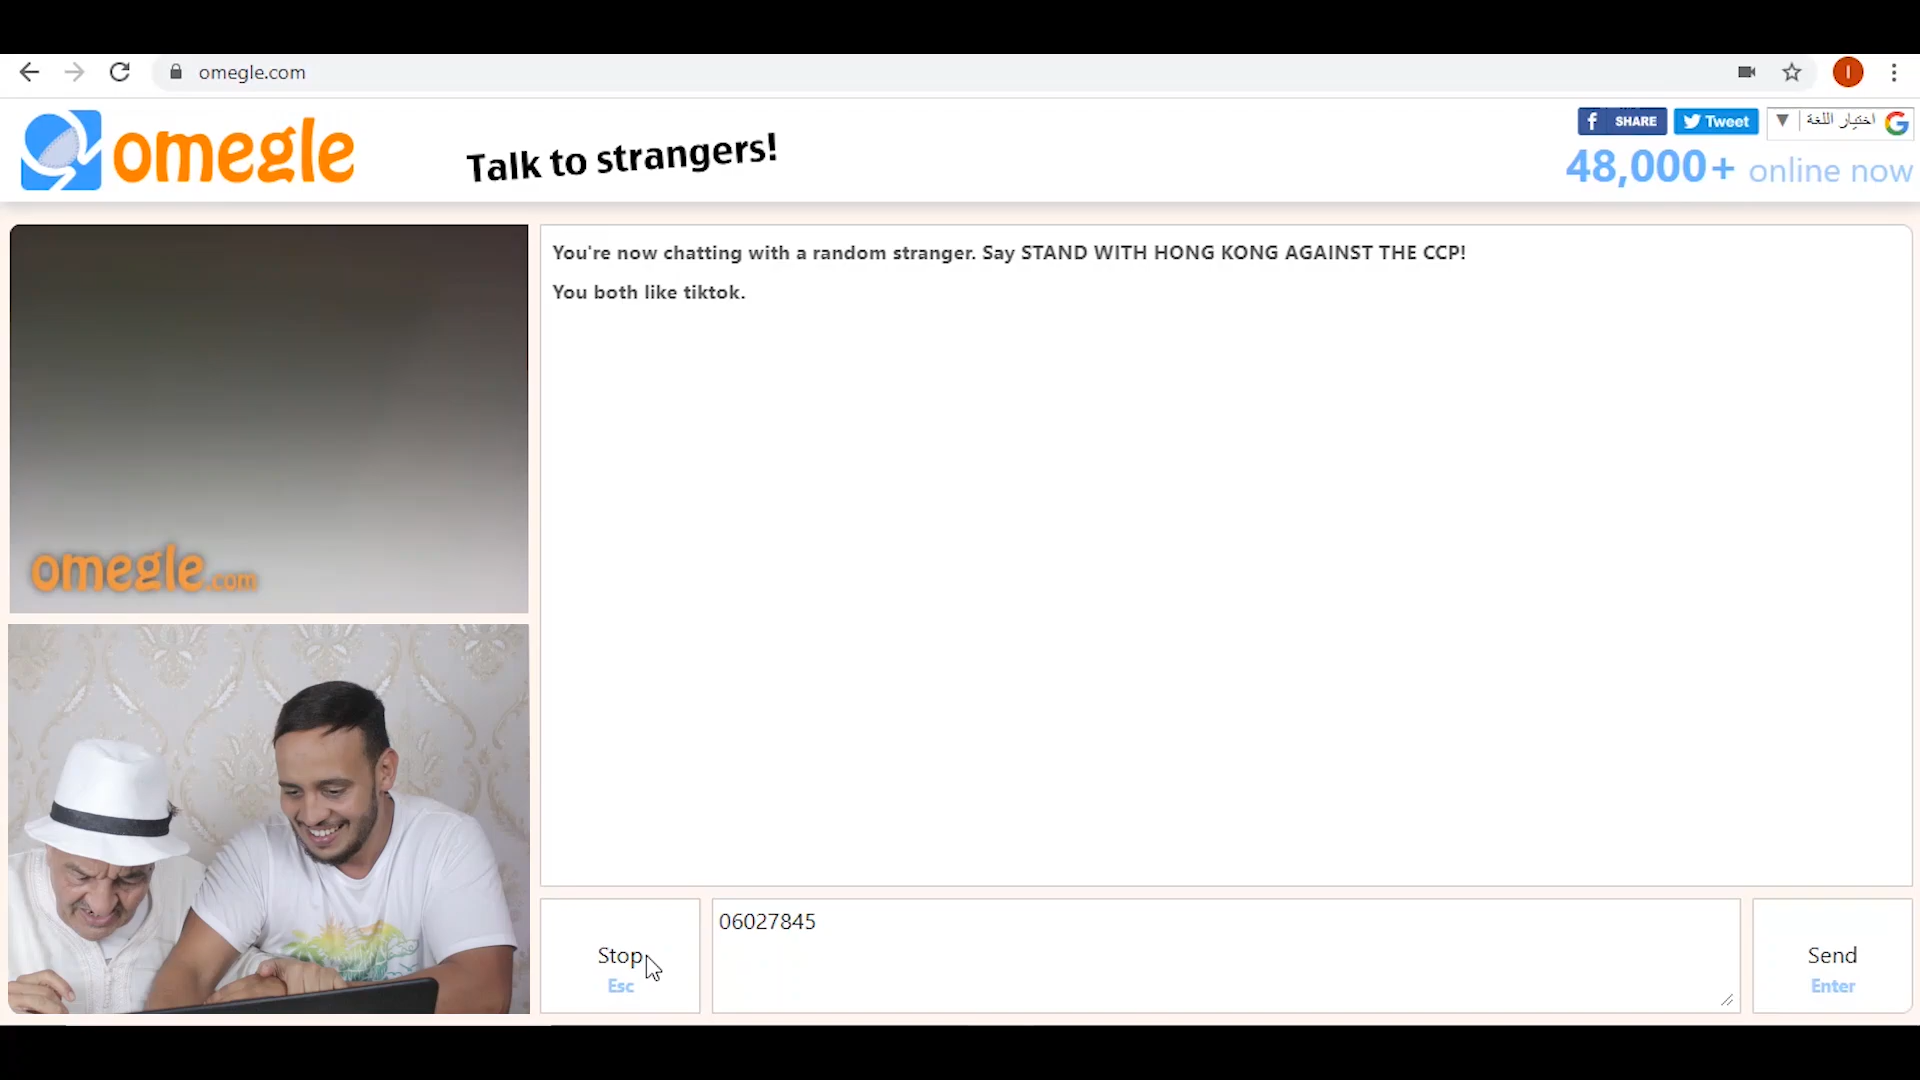 omegle.com
omegle
Talk to strangers!
SHARE
Tweet
اختيار اللغة
48,000+ online now
You're now chatting with a random stranger. Say STAND WITH HONG KONG AGAINST THE CCP!
You both like tiktok.
omegle.com
Stop
Esc
06027845
Send
Enter